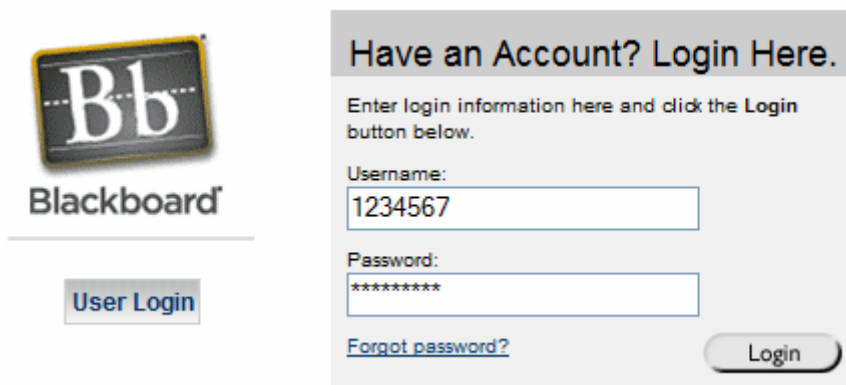 Bb
Blackboard
User Login
Have an Account? Login Here.
Enter login information here and click the Login
button below.
Username:
1234567
Password:
*********
Forgot password?
Login